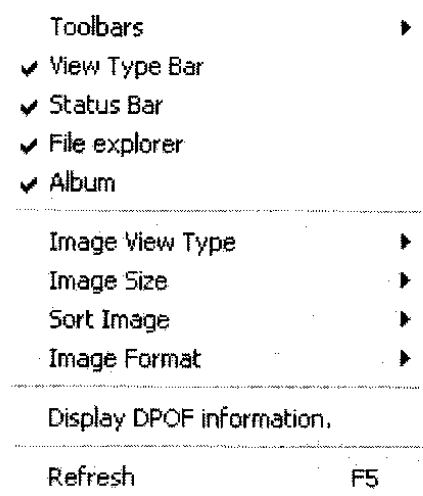 Toolbars
View Type Bar
Status Bar
File explorer
Album
Image View Type
Image Size
Sort Image
Image Format
Display DPOF information.
Refresh F5